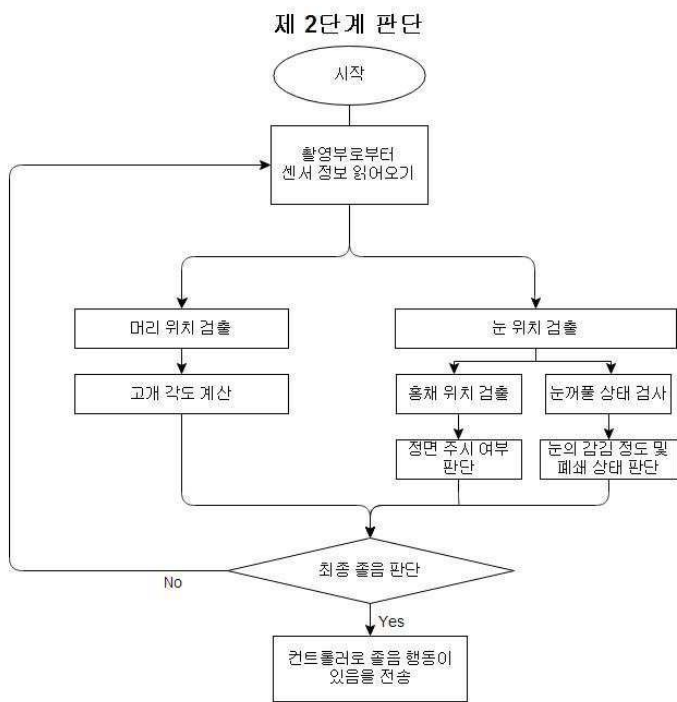 제 2단계 판단
시작
촬영부로부터
센서 정보 읽어오기
머리 위치 검출
눈 위치 검출
고개 각도 계산
홍채 위치 검출
눈꺼풀 상태 검사
정면 주시 여부
판단
눈의 감김 정도 및
폐쇄 상태 판단
최종 졸음 판단
No
Yes
컨트롤러로 졸음 행동이
있음을 전송